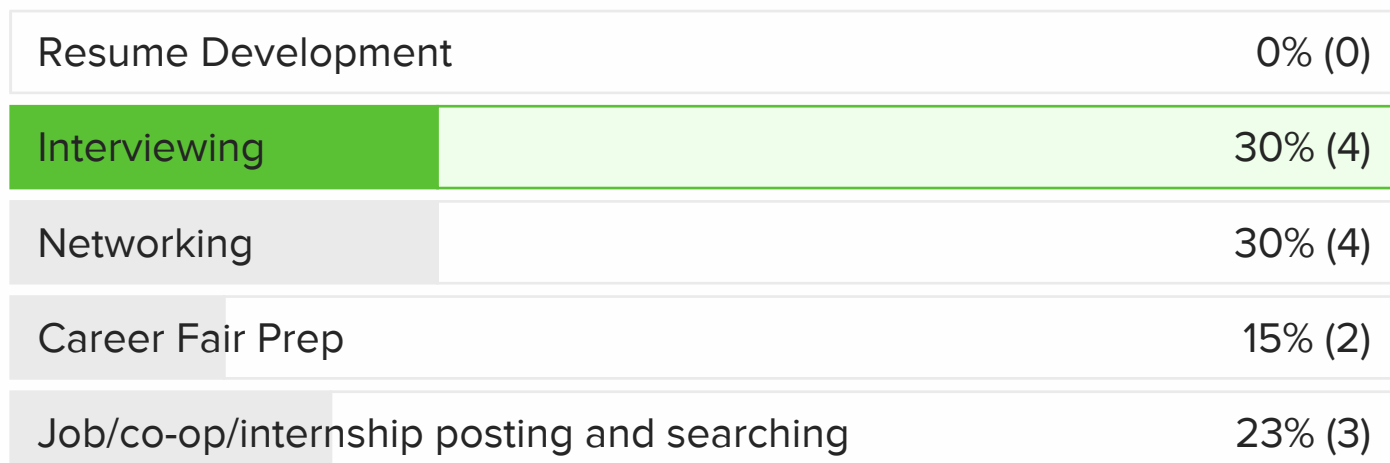 Resume Development 0% (0)
Interviewing 30% (4)
Networking 30% (4)
Career Fair Prep 15% (2)
Job/co-op/internship posting and searching 23% (3)